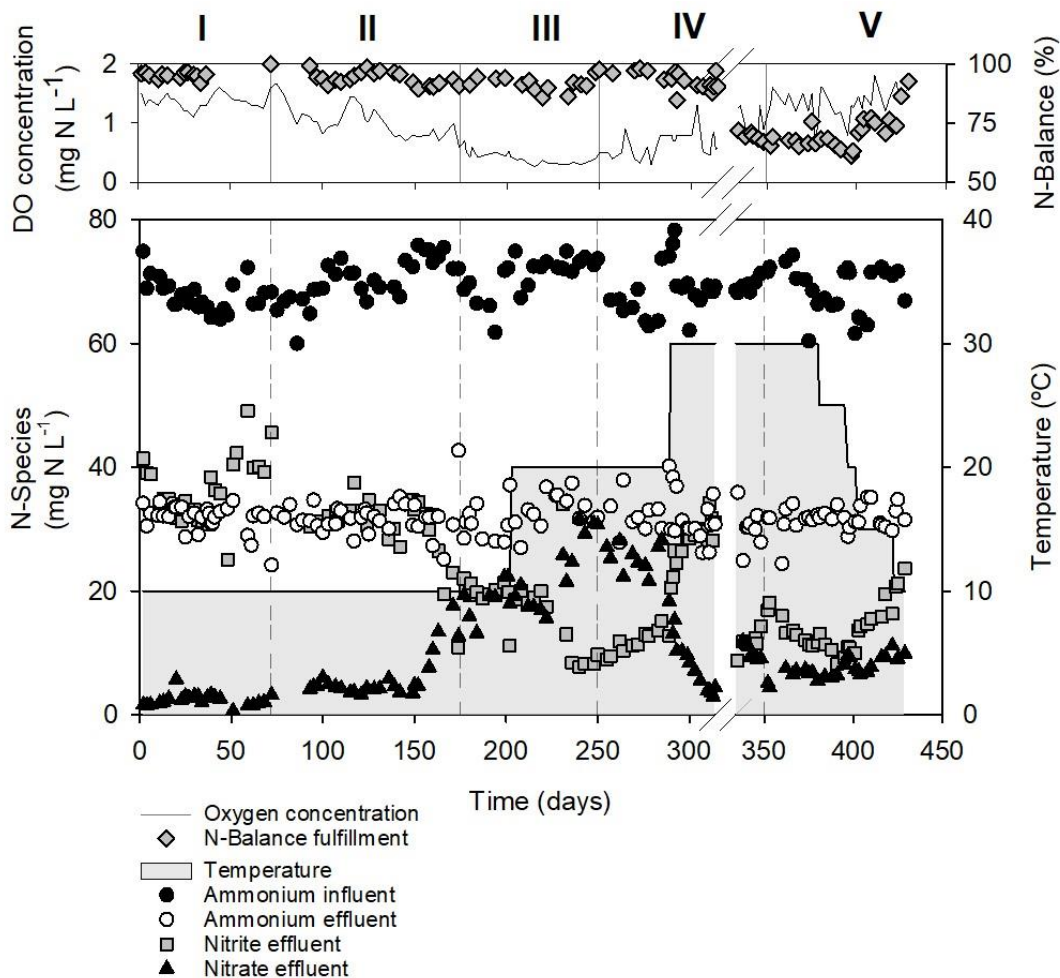 I II III IV V
DO concentration
(mg N L-1)
2
1
0
100
75
50
N-Balance (%)
N-Species
(mg N L-1)
80
60
40
20
0
40
30
20
10
0
Temperature (ºC)
0 50 100 150 200 250 300 350 400 450
Time (days)
Oxygen concentration
N-Balance fulfillment
Temperature
Ammonium influent
Ammonium effluent
Nitrite effluent
Nitrate effluent